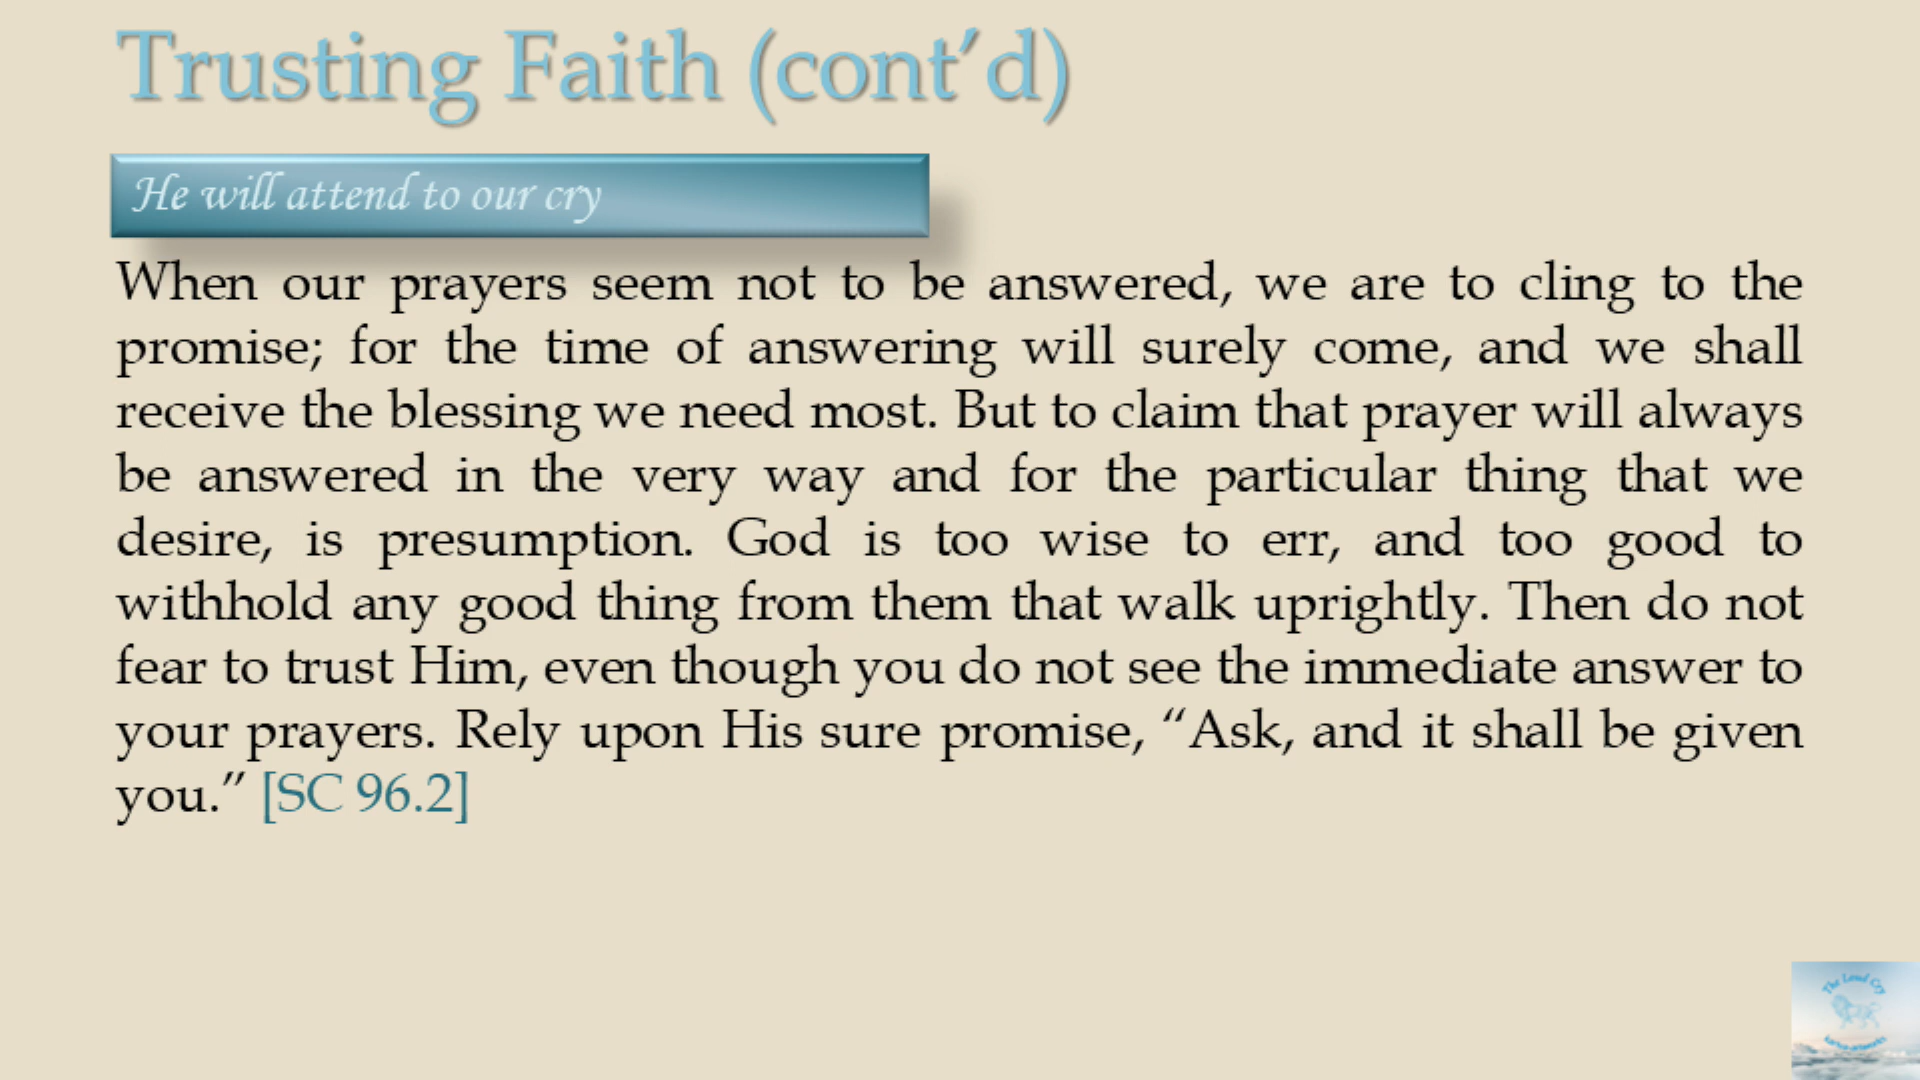 Trusting Faith (cont’d)
He will attend to our cry
When our prayers seem not to be answered, we are to cling to the
promise; for the time of answering will surely come, and we shall
receive the blessing we need most. But to claim that prayer will always
be answered in the very way and for the particular thing that we
desire, is presumption. God is too wise to err, and too good to
withhold any good thing from them that walk uprightly. Then do not
fear to trust Him, even though you do not see the immediate answer to
your prayers. Rely upon His sure promise, “Ask, and it shall be given
you.” [SC 96.2]
The Loud Cry